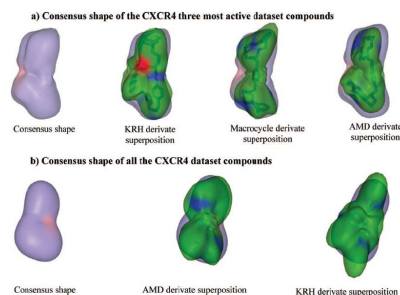 a) Consensus shape of the CXCR4 three most active dataset compounds
Consensus shape
KRH derivate
superposition
Macrocycle derivate
superposition
AMD derivate
superposition
b) Consensus shape of all the CXCR4 dataset compounds
Consensus shape
AMD derivate superposition
KRH derivate superposition